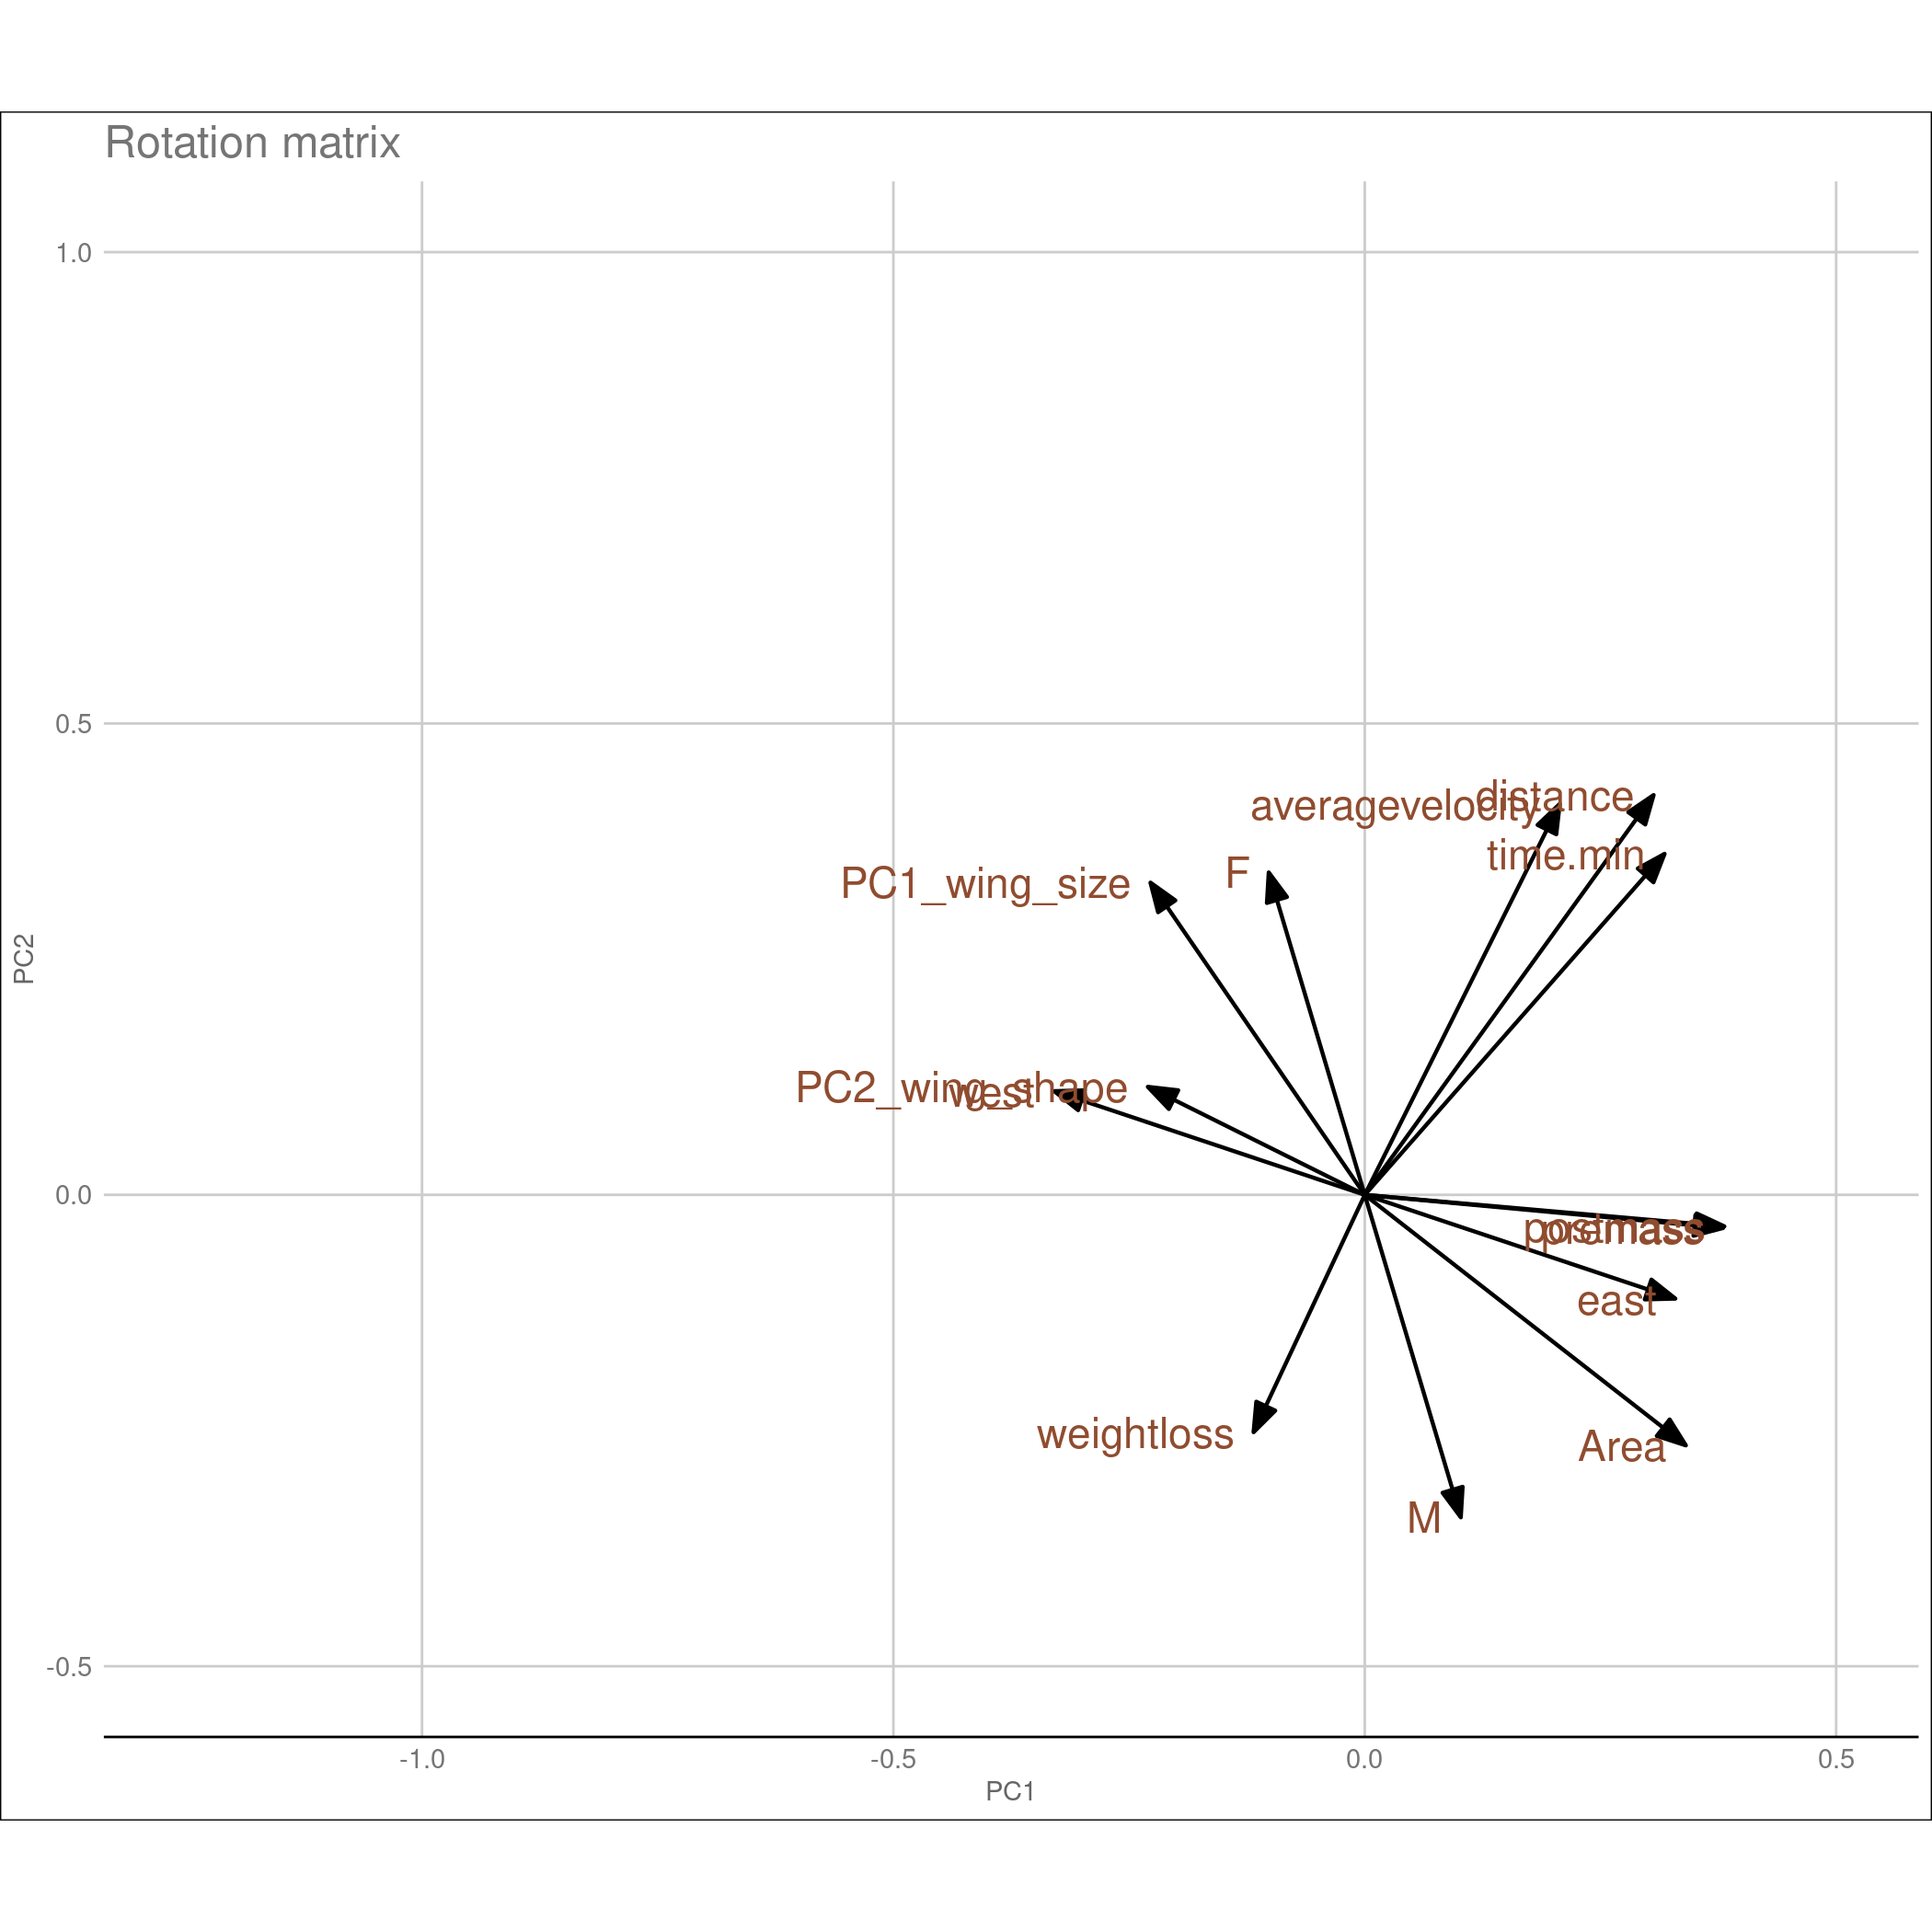 Rotation matrix
1.0
0.5
0.0
-0.5
PC2
averagevelocity
distance
time.min
F
PC1_wing_size
PC2_wing_shape
west
postmass
premass
east
weightloss
Area
M
-1.0
-0.5
0.0
0.5
PC1